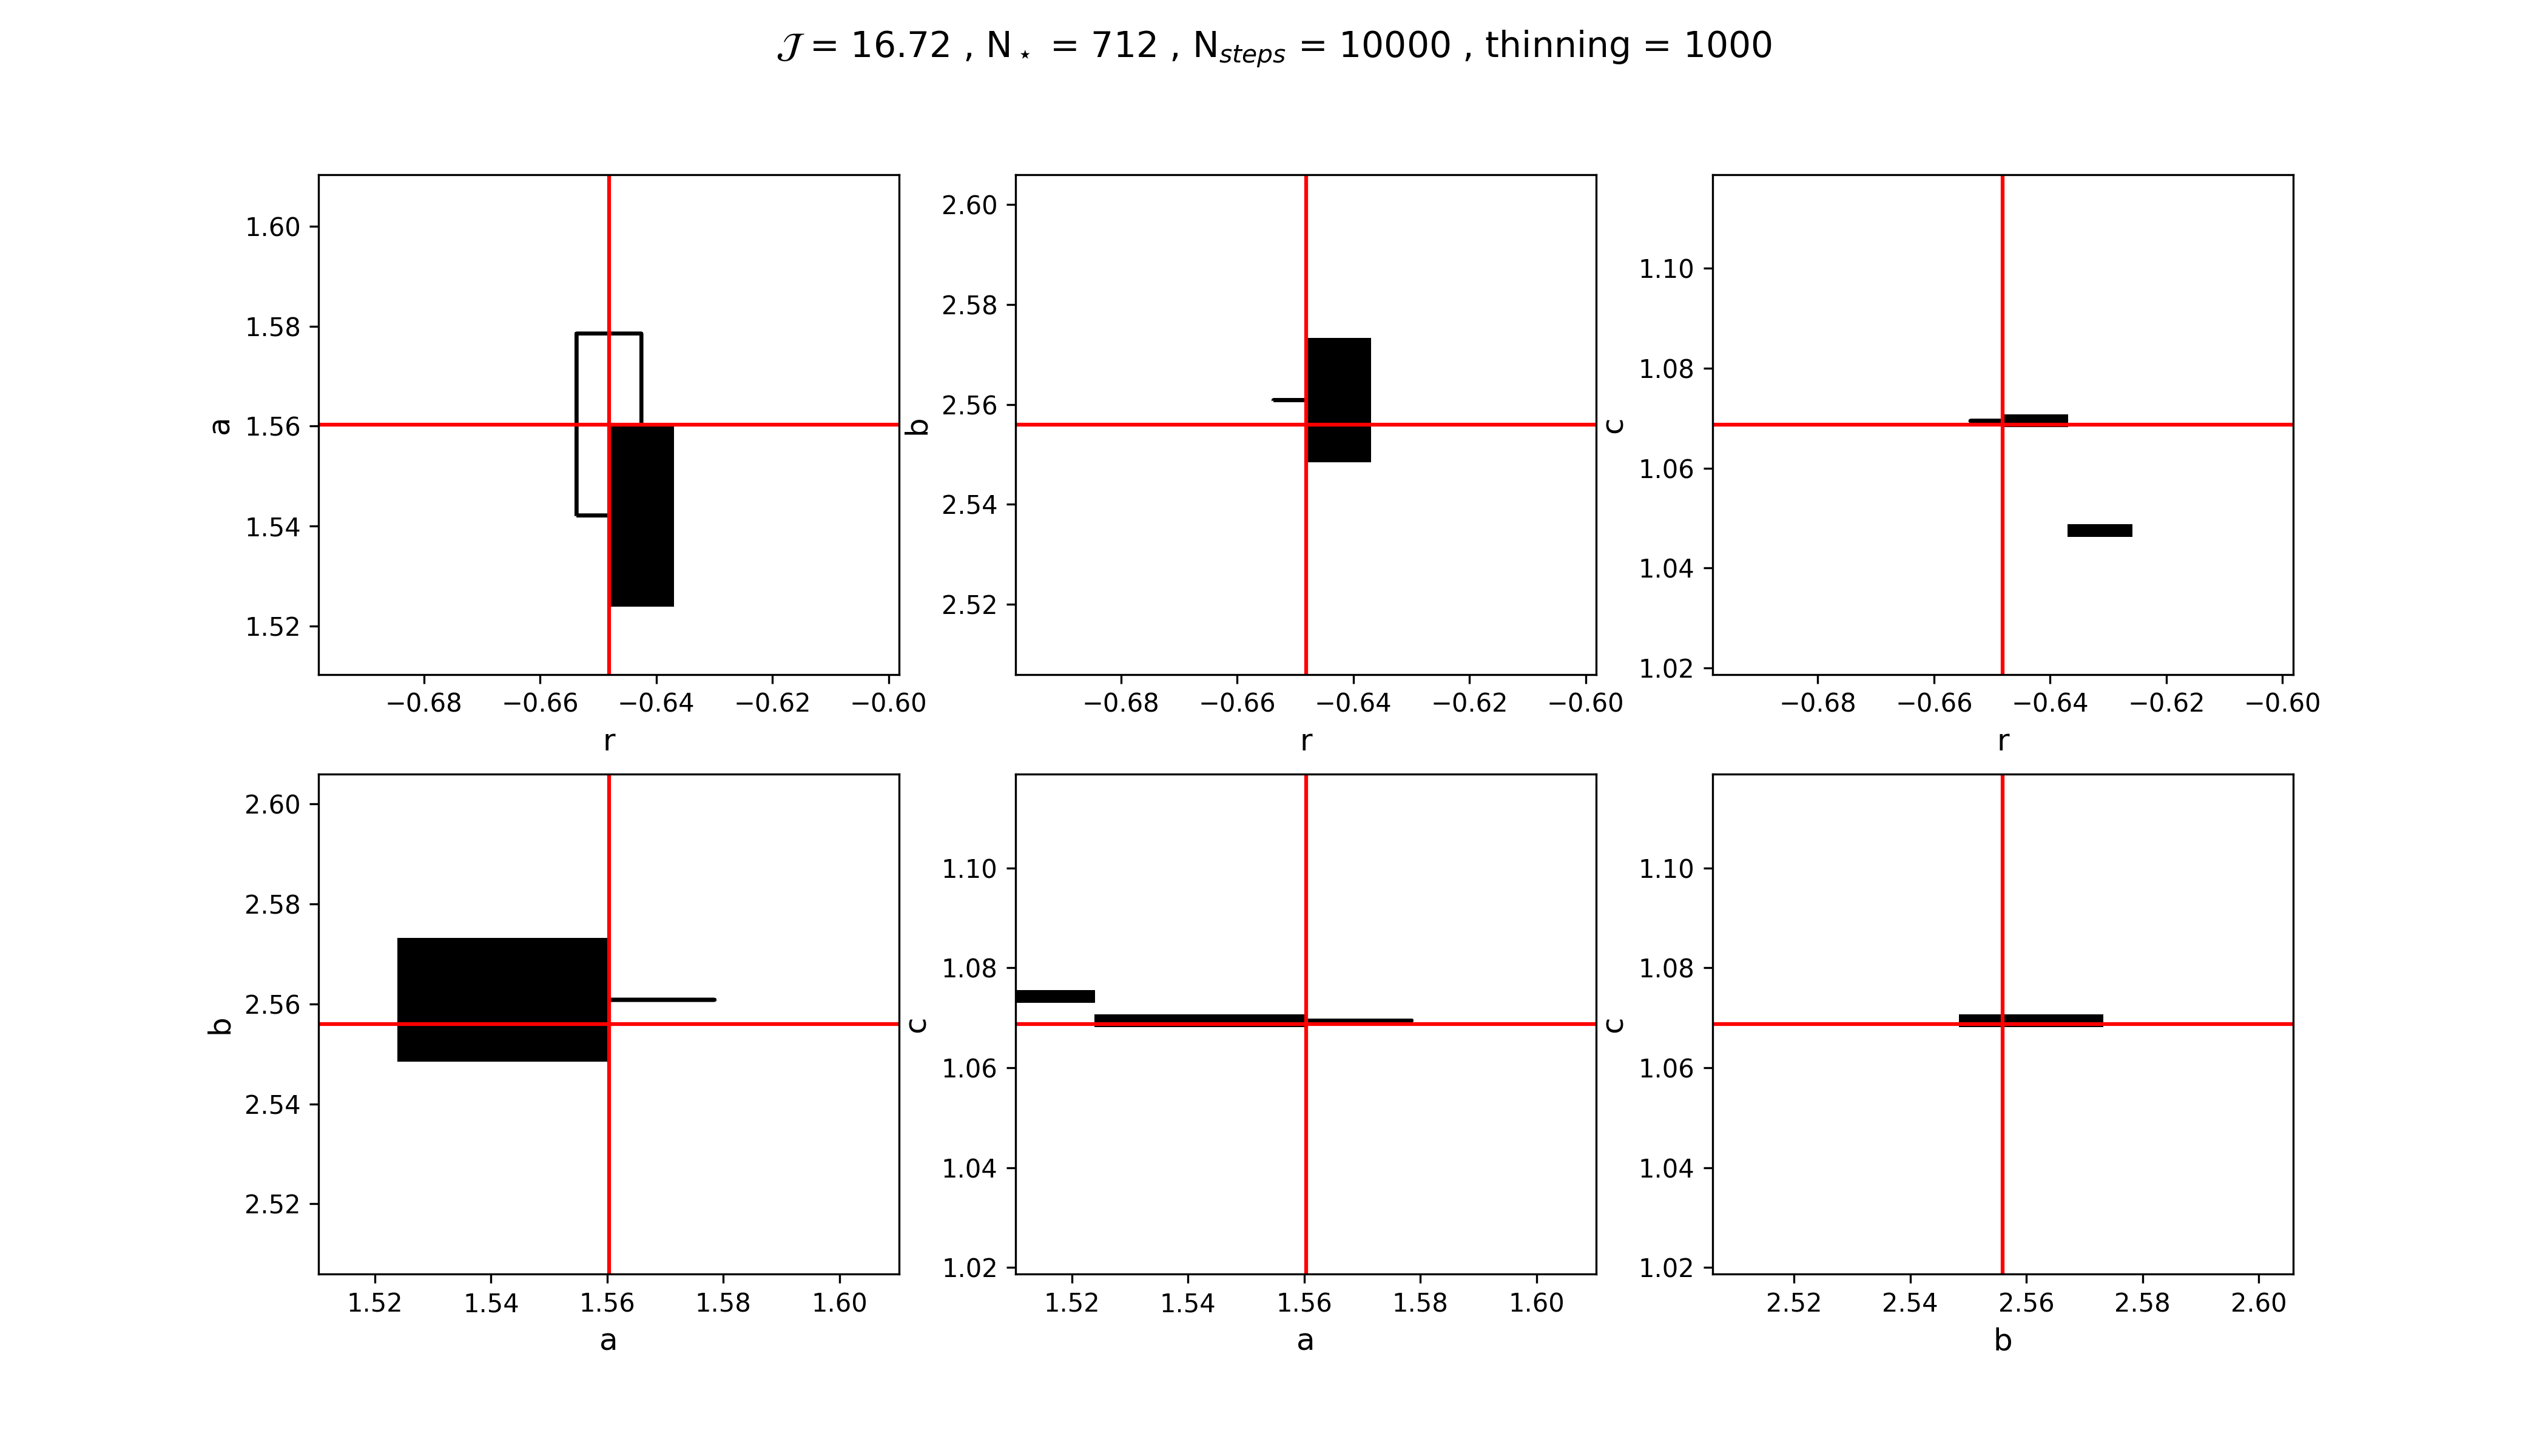 𝒥 = 16.72 , N⋆ = 712 , Nsteps = 10000 , thinning = 1000
1.60
1.58
1.56
1.54
1.52
a
−0.68 −0.66 −0.64 −0.62 −0.60
r
2.60
2.58
2.56
2.54
2.52
b
−0.68 −0.66 −0.64 −0.62 −0.60
r
1.10
1.08
1.06
1.04
1.02
c
−0.68 −0.66 −0.64 −0.62 −0.60
r
2.60
2.58
2.56
2.54
2.52
b
1.52 1.54 1.56 1.58 1.60
a
1.10
1.08
1.06
1.04
1.02
c
1.52 1.54 1.56 1.58 1.60
a
1.10
1.08
1.06
1.04
1.02
c
2.52 2.54 2.56 2.58 2.60
b